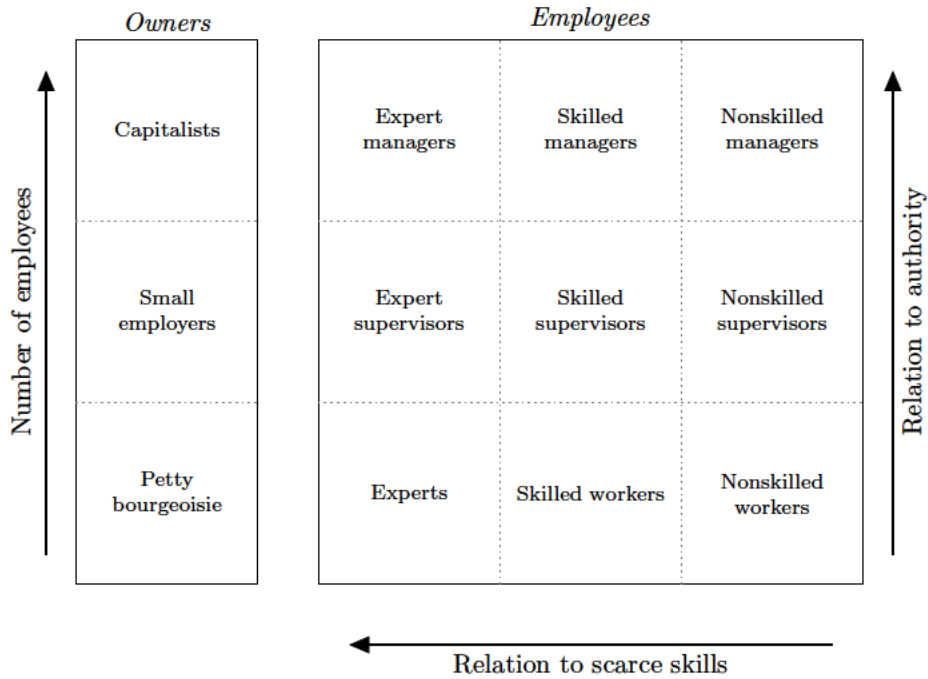 Owners
Employees
Number of employees
Capitalists
Expert
managers
Skilled
managers
Nonskilled
managers
Small
employers
Expert
supervisors
Skilled
supervisors
Nonskilled
supervisors
Petty
bourgeoisie
Experts
Skilled workers
Nonskilled
workers
Relation to authority
Relation to scarce skills